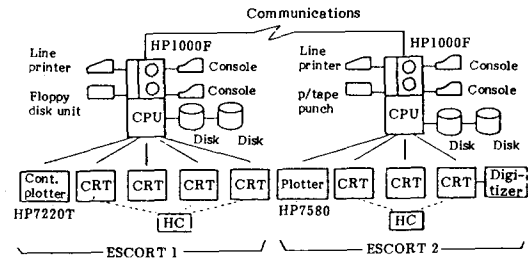 Communications
HP1000F
HP1000F
Line
printer
Console
Floppy
disk unit
Console
CPU
Disk
Disk
Line
printer
Console
p/tape
punch
Console
CPU
Disk
Disk
Cont.
plotter
CRT
CRT
CRT
CRT
HP7220T
HC
ESCORT 1
Plotter
CRT
CRT
CRT
Digi-
tizer
HP7580
HC
ESCORT 2